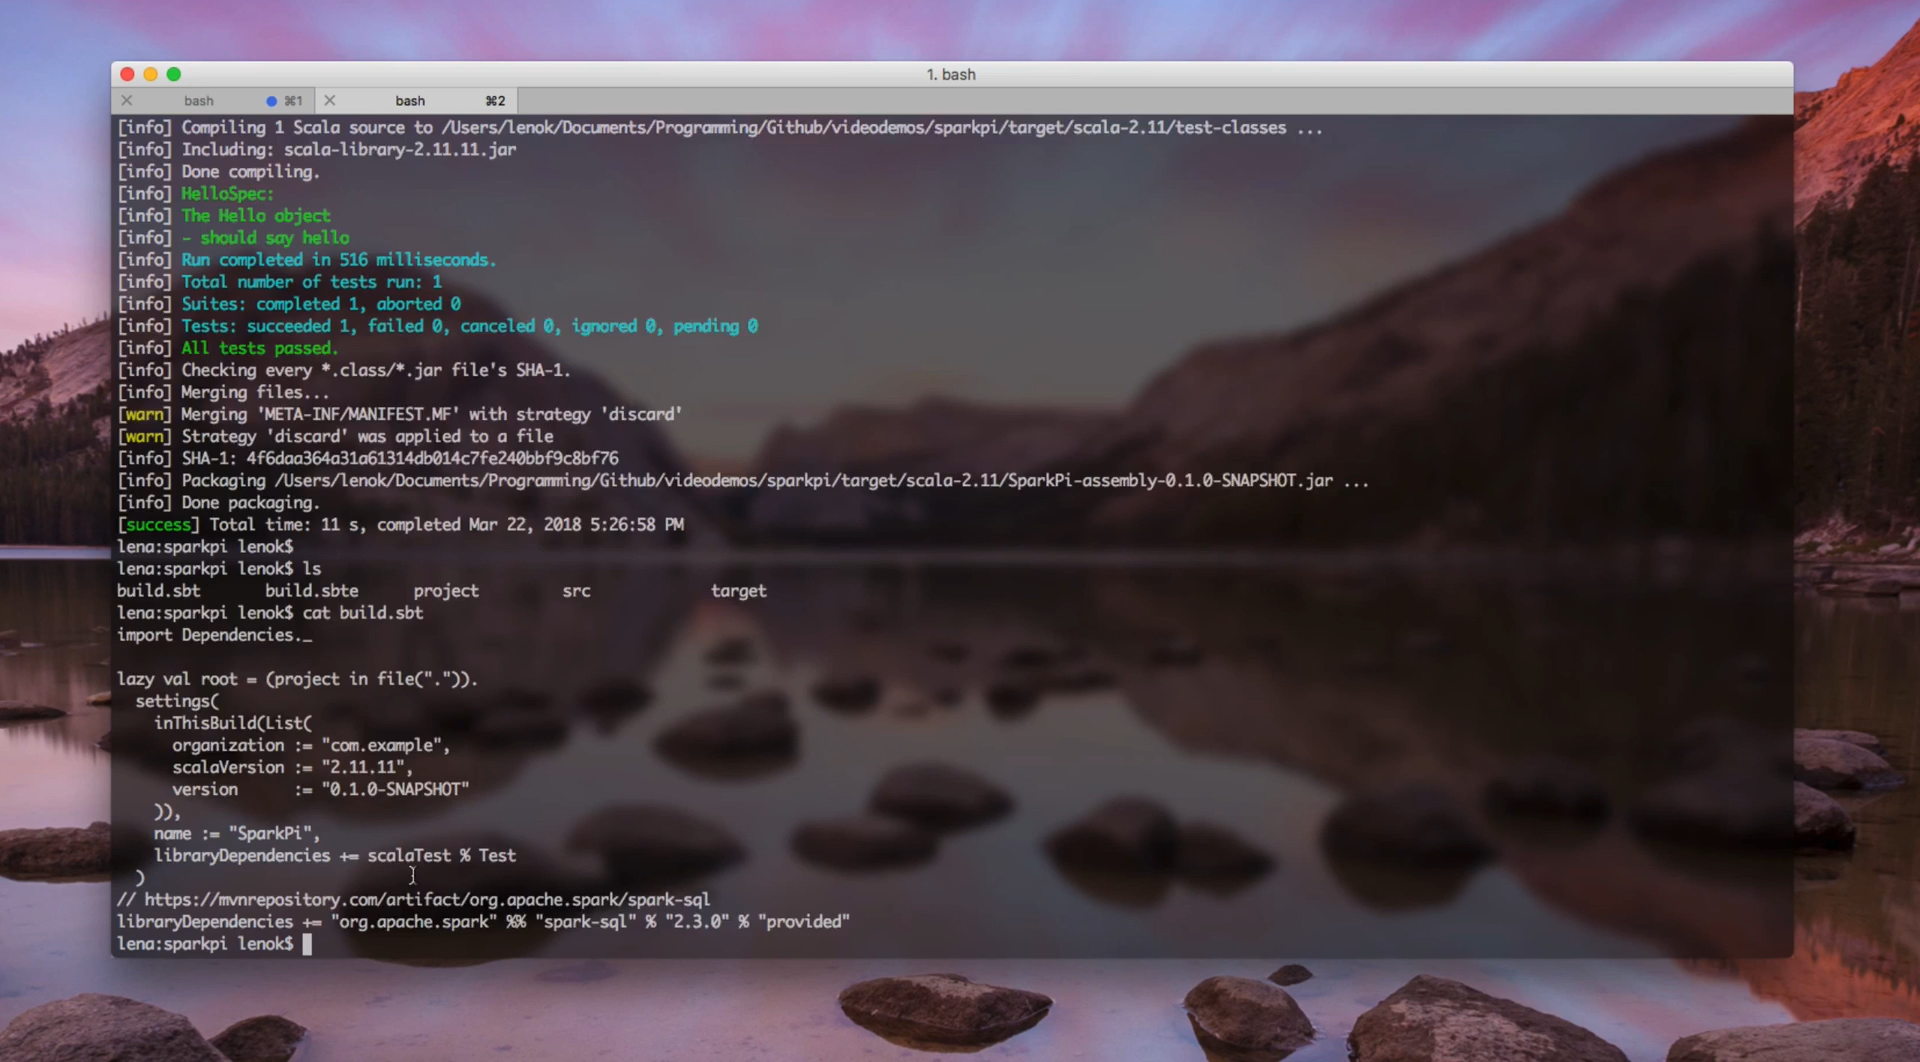 1. bash
bash ⌘1 bash ⌘2
[info] Compiling 1 Scala source to /Users/lenok/Documents/Programming/Github/videodemos/sparkpi/target/scala-2.11/test-classes ...
[info] Including: scala-library-2.11.11.jar
[info] Done compiling.
[info] HelloSpec:
[info] The Hello object
[info] - should say hello
[info] Run completed in 516 milliseconds.
[info] Total number of tests run: 1
[info] Suites: completed 1, aborted 0
[info] Tests: succeeded 1, failed 0, canceled 0, ignored 0, pending 0
[info] All tests passed.
[info] Checking every *.class/*.jar file's SHA-1.
[info] Merging files...
[warn] Merging 'META-INF/MANIFEST.MF' with strategy 'discard'
[warn] Strategy 'discard' was applied to a file
[info] SHA-1: 4f6daa364a31a61314db014c7fe240bbf9c8bf76
[info] Packaging /Users/lenok/Documents/Programming/Github/videodemos/sparkpi/target/scala-2.11/SparkPi-assembly-0.1.0-SNAPSHOT.jar ...
[info] Done packaging.
[success] Total time: 11 s, completed Mar 22, 2018 5:26:58 PM
lena:sparkpi lenok$
lena:sparkpi lenok$ ls
build.sbt build.sbte project src target
lena:sparkpi lenok$ cat build.sbt
import Dependencies._
lazy val root = (project in file(".")).
settings(
inThisBuild(List(
organization := "com.example",
scalaVersion := "2.11.11",
version := "0.1.0-SNAPSHOT"
)),
name := "SparkPi",
libraryDependencies += scalaTest % Test
)
// https://mvnrepository.com/artifact/org.apache.spark/spark-sql
libraryDependencies += "org.apache.spark" %% "spark-sql" % "2.3.0" % "provided"
lena:sparkpi lenok$